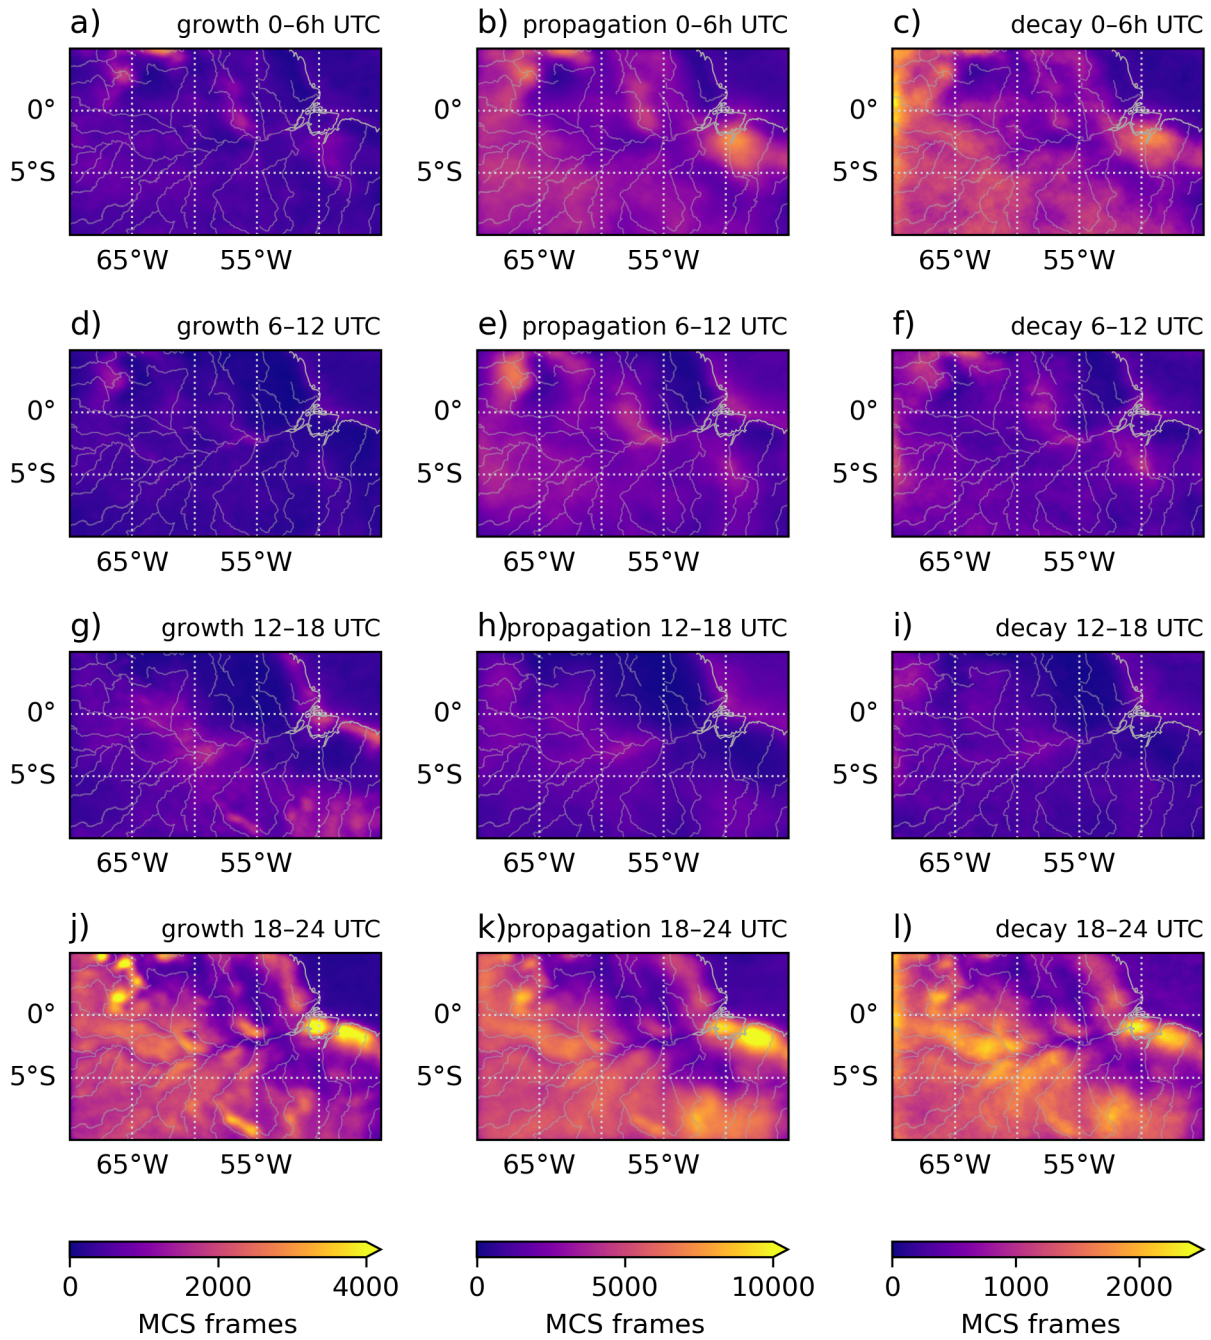 a) growth 0–6h UTC
b) propagation 0–6h UTC
c) decay 0–6h UTC
0°
5°S
65°W 55°W
0°
5°S
65°W 55°W
0°
5°S
65°W 55°W
d) growth 6–12 UTC
e) propagation 6–12 UTC
f) decay 6–12 UTC
0°
5°S
65°W 55°W
0°
5°S
65°W 55°W
0°
5°S
65°W 55°W
g) growth 12–18 UTC
h) propagation 12–18 UTC
i) decay 12–18 UTC
0°
5°S
65°W 55°W
0°
5°S
65°W 55°W
0°
5°S
65°W 55°W
j) growth 18–24 UTC
k) propagation 18–24 UTC
l) decay 18–24 UTC
0°
5°S
65°W 55°W
0°
5°S
65°W 55°W
0°
5°S
65°W 55°W
0 2000 4000
MCS frames
0 5000 10000
MCS frames
0 1000 2000
MCS frames